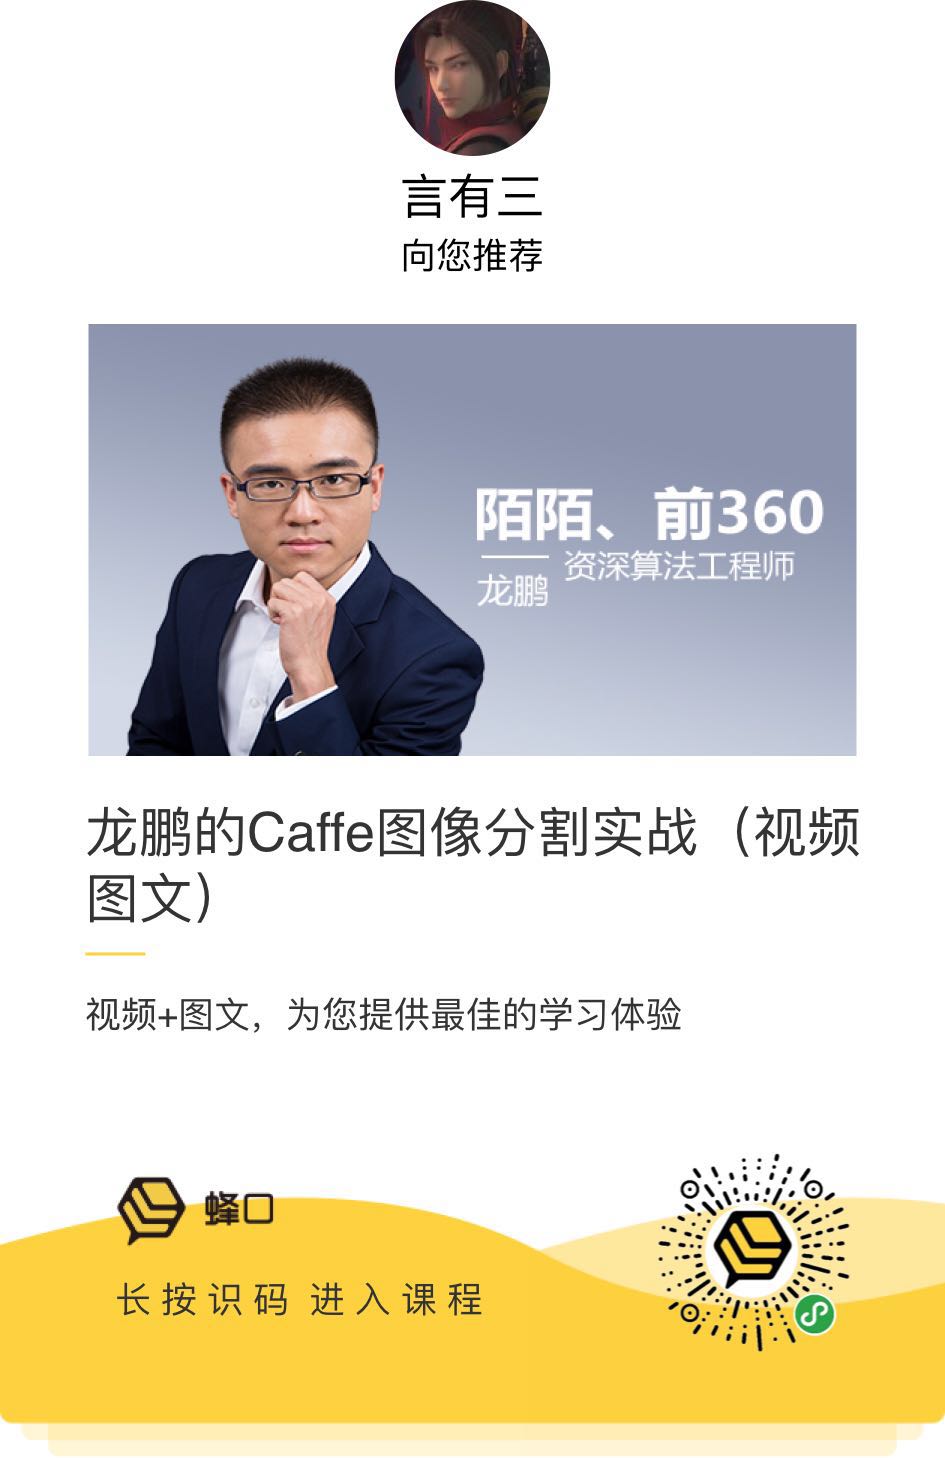 言有三
向您推荐
陌陌、前360
资深算法工程师
龙鹏
龙鹏的Caffe图像分割实战（视频
图文）
视频+图文，为您提供最佳的学习体验
蜂口
长按识码 进入课程